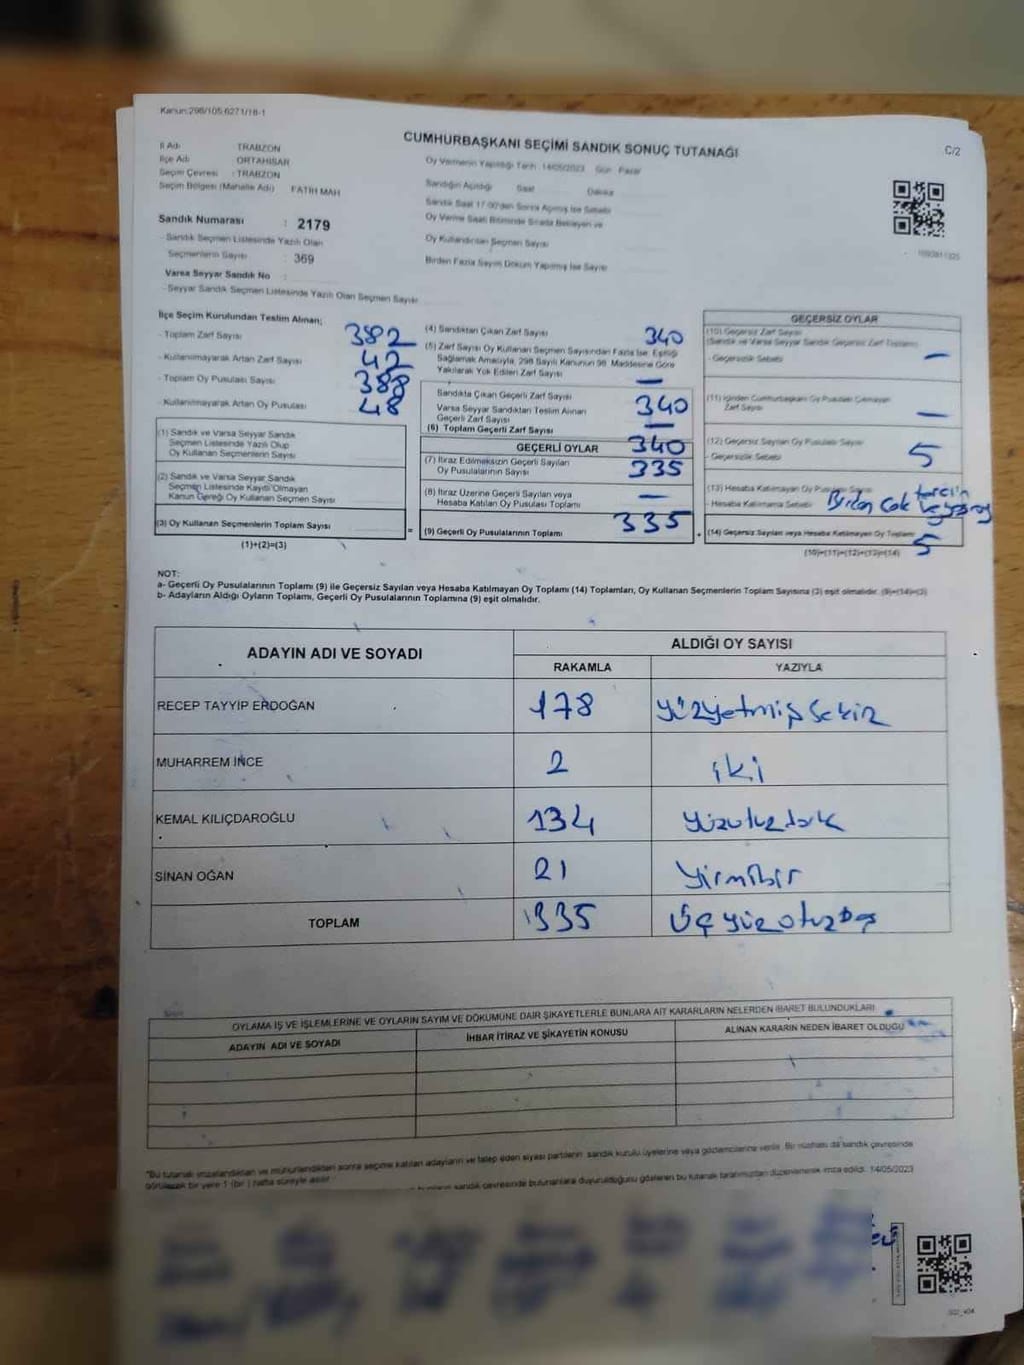 Kanun:298/105 6271/18-1
CUMHURBAŞKANI SEÇİMİ SANDIK SONUÇ TUTANAĞI
C/2
İl Adı TRABZON
İlçe Adı ORTAHİSAR
Seçim Çevresi : TRABZON
Seçim Bölgesi (Mahalle Adı) FATİH MAH
Oy Vermenin Yapıldığı Tarih : 14/05/2023 Gün : Pazar
Sandığın Açıldığı Saat Dakika
Sandık Saat 17:00'den Sonra Açılmış İse Sebebi
Oy Verme Saati Bitiminde Sırada Bekleyen ve
Oy Kullandırılan Seçmen Sayısı
Birden Fazla Sayım Döküm Yapılmış İse Sayısı
Sandık Numarası : 2179
- Sandık Seçmen Listesinde Yazılı Olan
Seçmenlerin Sayısı : 369
Varsa Seyyar Sandık No :
- Seyyar Sandık Seçmen Listesinde Yazılı Olan Seçmen Sayısı
İlçe Seçim Kurulundan Teslim Alınan;
- Toplam Zarf Sayısı 382
- Kullanılmayarak Artan Zarf Sayısı 42
- Toplam Oy Pusulası Sayısı 388
- Kullanılmayarak Artan Oy Pusulası 48
(1) Sandık ve Varsa Seyyar Sandık
Seçmen Listesinde Yazılı Olup
Oy Kullanan Seçmenlerin Sayısı
(2) Sandık ve Varsa Seyyar Sandık
Seçmen Listesinde Kayıtlı Olmayan
Kanun Gereği Oy Kullanan Seçmen Sayısı
(3) Oy Kullanan Seçmenlerin Toplam Sayısı =
(1)+(2)=(3)
(4) Sandıktan Çıkan Zarf Sayısı 340
(5) Zarf Sayısı Oy Kullanan Seçmen Sayısından Fazla İse, Eşitliği
Sağlamak Amacıyla, 298 Sayılı Kanunun 98. Maddesine Göre
Yakılarak Yok Edilen Zarf Sayısı —
Sandıkta Çıkan Geçerli Zarf Sayısı 340
Varsa Seyyar Sandıktan Teslim Alınan
Geçerli Zarf Sayısı —
(6) Toplam Geçerli Zarf Sayısı 340
GEÇERLİ OYLAR
(7) İtiraz Edilmeksizin Geçerli Sayılan
Oy Pusulalarının Sayısı 335
(8) İtiraz Üzerine Geçerli Sayılan veya
Hesaba Katılan Oy Pusulası Toplamı —
(9) Geçerli Oy Pusulalarının Toplamı 335 +
GEÇERSİZ OYLAR
(10) Geçersiz Zarf Sayısı
(Sandık ve Varsa Seyyar Sandık Geçersiz Zarf Toplamı)
- Geçersizlik Sebebi —
(11) İçinden Cumhurbaşkanı Oy Pusulası Çıkmayan
Zarf Sayısı —
(12) Geçersiz Sayılan Oy Pusulası Sayısı
- Geçersizlik Sebebi 5
(13) Hesaba Katılmayan Oy Pusulası Sayısı
- Hesaba Katılmama Sebebi
(14) Geçersiz Sayılan veya Hesaba Katılmayan Oy Toplamı 5
(10)+(11)+(12)+(13)=(14)
NOT:
a- Geçerli Oy Pusulalarının Toplamı (9) ile Geçersiz Sayılan veya Hesaba Katılmayan Oy Toplamı (14) Toplamları, Oy Kullanan Seçmenlerin Toplam Sayısına (3) eşit olmalıdır. (9)+(14)=(3)
b- Adayların Aldığı Oyların Toplamı, Geçerli Oy Pusulalarının Toplamına (9) eşit olmalıdır.
ADAYIN ADI VE SOYADI ALDIĞI OY SAYISI
RAKAMLA YAZIYLA
RECEP TAYYİP ERDOĞAN 178 yüzyetmişsekiz
MUHARREM İNCE 2 iki
KEMAL KILIÇDAROĞLU 134 yüzotuzdört
SİNAN OĞAN 21 yirmibir
TOPLAM 335 üçyüzotuzbeş
OYLAMA İŞ VE İŞLEMLERİNE VE OYLARIN SAYIM VE DÖKÜMÜNE DAİR ŞİKAYETLERLE BUNLARA AİT KARARLARIN NELERDEN İBARET BULUNDUKLARI
ADAYIN ADI VE SOYADI İHBAR İTİRAZ VE ŞİKAYETİN KONUSU ALINAN KARARIN NEDEN İBARET OLDUĞU
"Bu tutanak imzalandıktan ve mühürlendikten sonra seçime katılan adayların ve talep eden siyasi partilerin sandık kurulu üyelerine veya gözlemcilerine verilir. Bir nüshası da sandık çevresinde
görülecek bir yere 1 (bir ) hafta süreyle asılır.
sandık çevresinde bulunanlara duyurulduğunu gösteren bu tutanak tarafımızdan düzenlenerek imza edildi. 14/05/2023